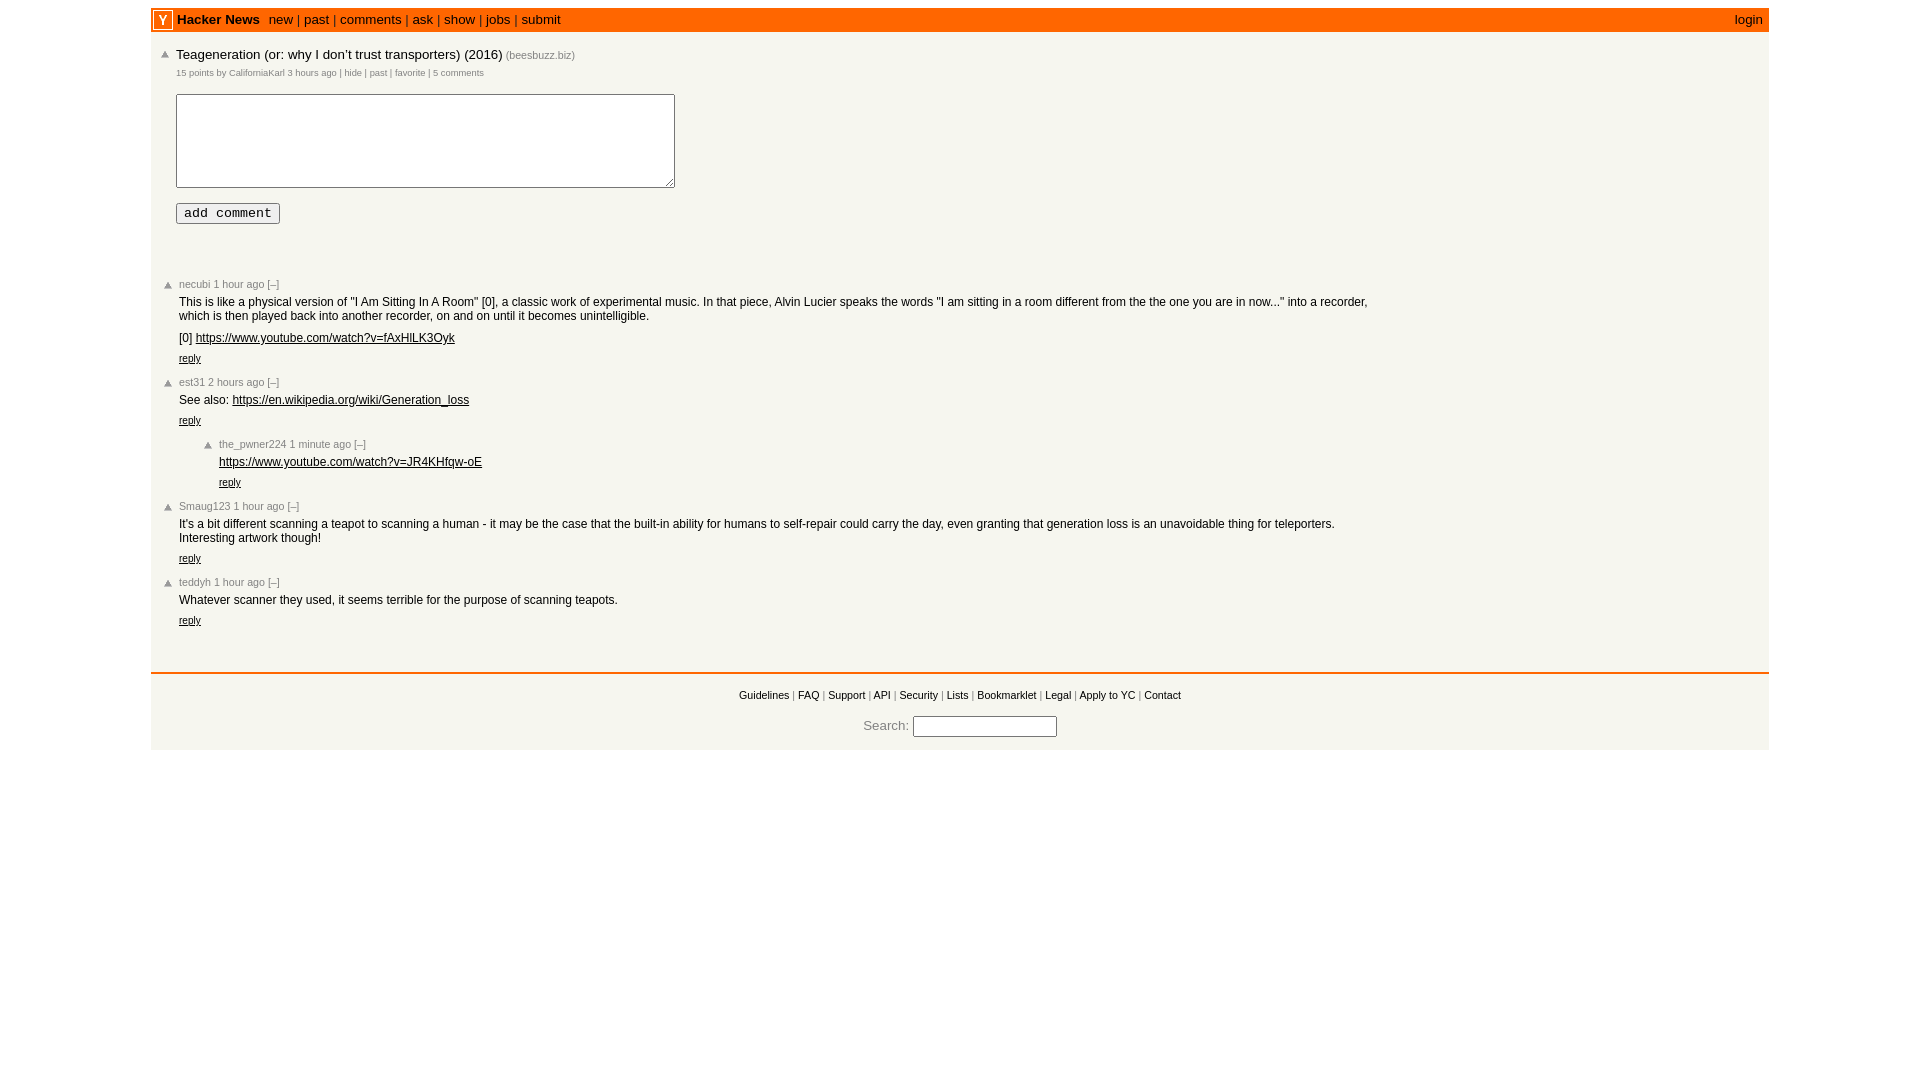 Y Hacker News new | past | comments | ask | show | jobs | submit login
Teageneration (or: why I don’t trust transporters) (2016) (beesbuzz.biz)
15 points by CaliforniaKarl 3 hours ago | hide | past | favorite | 5 comments
add comment
necubi 1 hour ago [–]
This is like a physical version of "I Am Sitting In A Room" [0], a classic work of experimental music. In that piece, Alvin Lucier speaks the words "I am sitting in a room different from the the one you are in now..." into a recorder,
which is then played back into another recorder, on and on until it becomes unintelligible.
[0] https://www.youtube.com/watch?v=fAxHlLK3Oyk
reply
est31 2 hours ago [–]
See also: https://en.wikipedia.org/wiki/Generation_loss
reply
the_pwner224 1 minute ago [–]
https://www.youtube.com/watch?v=JR4KHfqw-oE
reply
Smaug123 1 hour ago [–]
It's a bit different scanning a teapot to scanning a human - it may be the case that the built-in ability for humans to self-repair could carry the day, even granting that generation loss is an unavoidable thing for teleporters.
Interesting artwork though!
reply
teddyh 1 hour ago [–]
Whatever scanner they used, it seems terrible for the purpose of scanning teapots.
reply
Guidelines | FAQ | Support | API | Security | Lists | Bookmarklet | Legal | Apply to YC | Contact
Search: